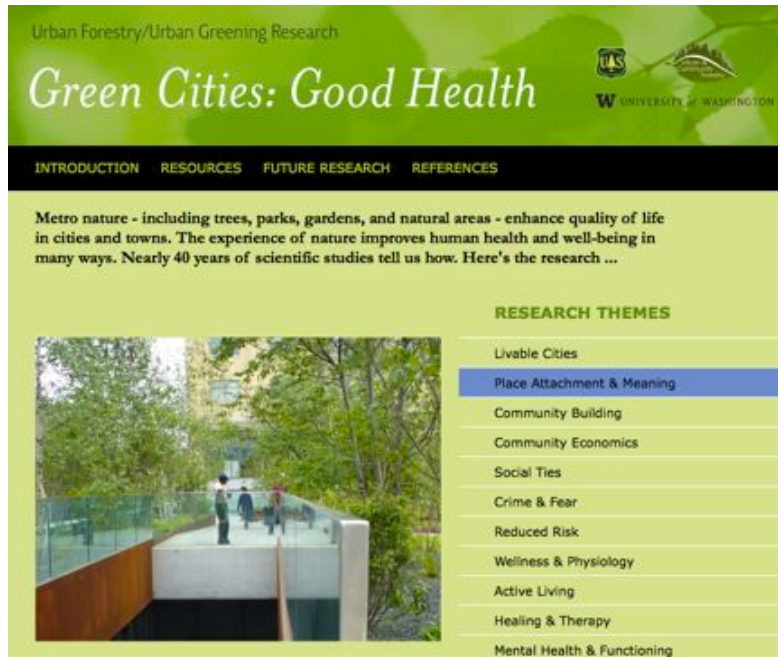 Urban Forestry/Urban Greening Research
Green Cities: Good Health
UAS
W UNIVERSITY of WASHINGTON
INTRODUCTION RESOURCES FUTURE RESEARCH REFERENCES
Metro nature - including trees, parks, gardens, and natural areas - enhance quality of life
in cities and towns. The experience of nature improves human health and well-being in
many ways. Nearly 40 years of scientific studies tell us how. Here's the research ...
RESEARCH THEMES
Livable Cities
Place Attachment & Meaning
Community Building
Community Economics
Social Ties
Crime & Fear
Reduced Risk
Wellness & Physiology
Active Living
Healing & Therapy
Mental Health & Functioning